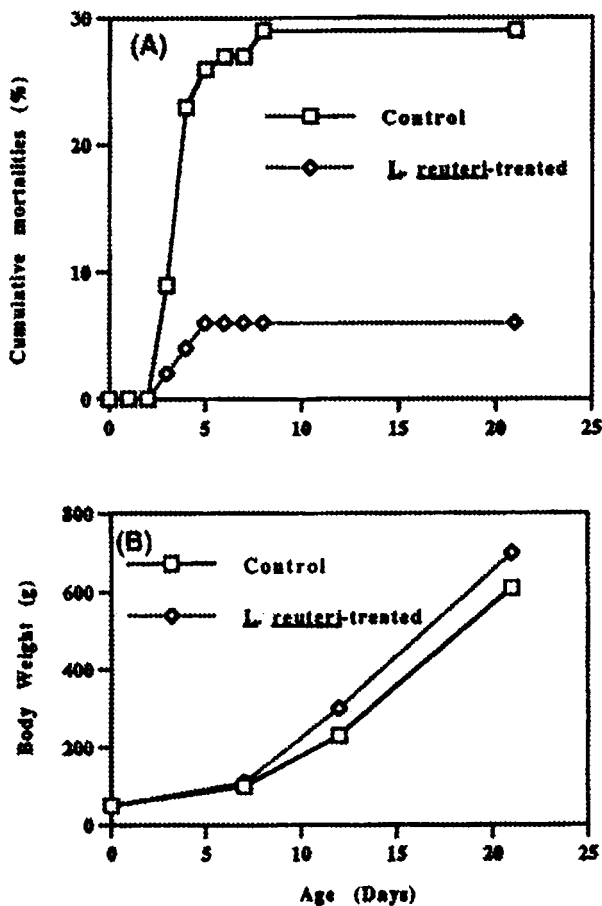 (A)
Cumulative mortalities (%)
30
20
10
0
Control
L. reuteri-treated
0 5 10 15 20 25
(B)
Body Weight (g)
800
600
400
200
0
Control
L. reuteri-treated
0 5 10 15 20 25
Age (Days)